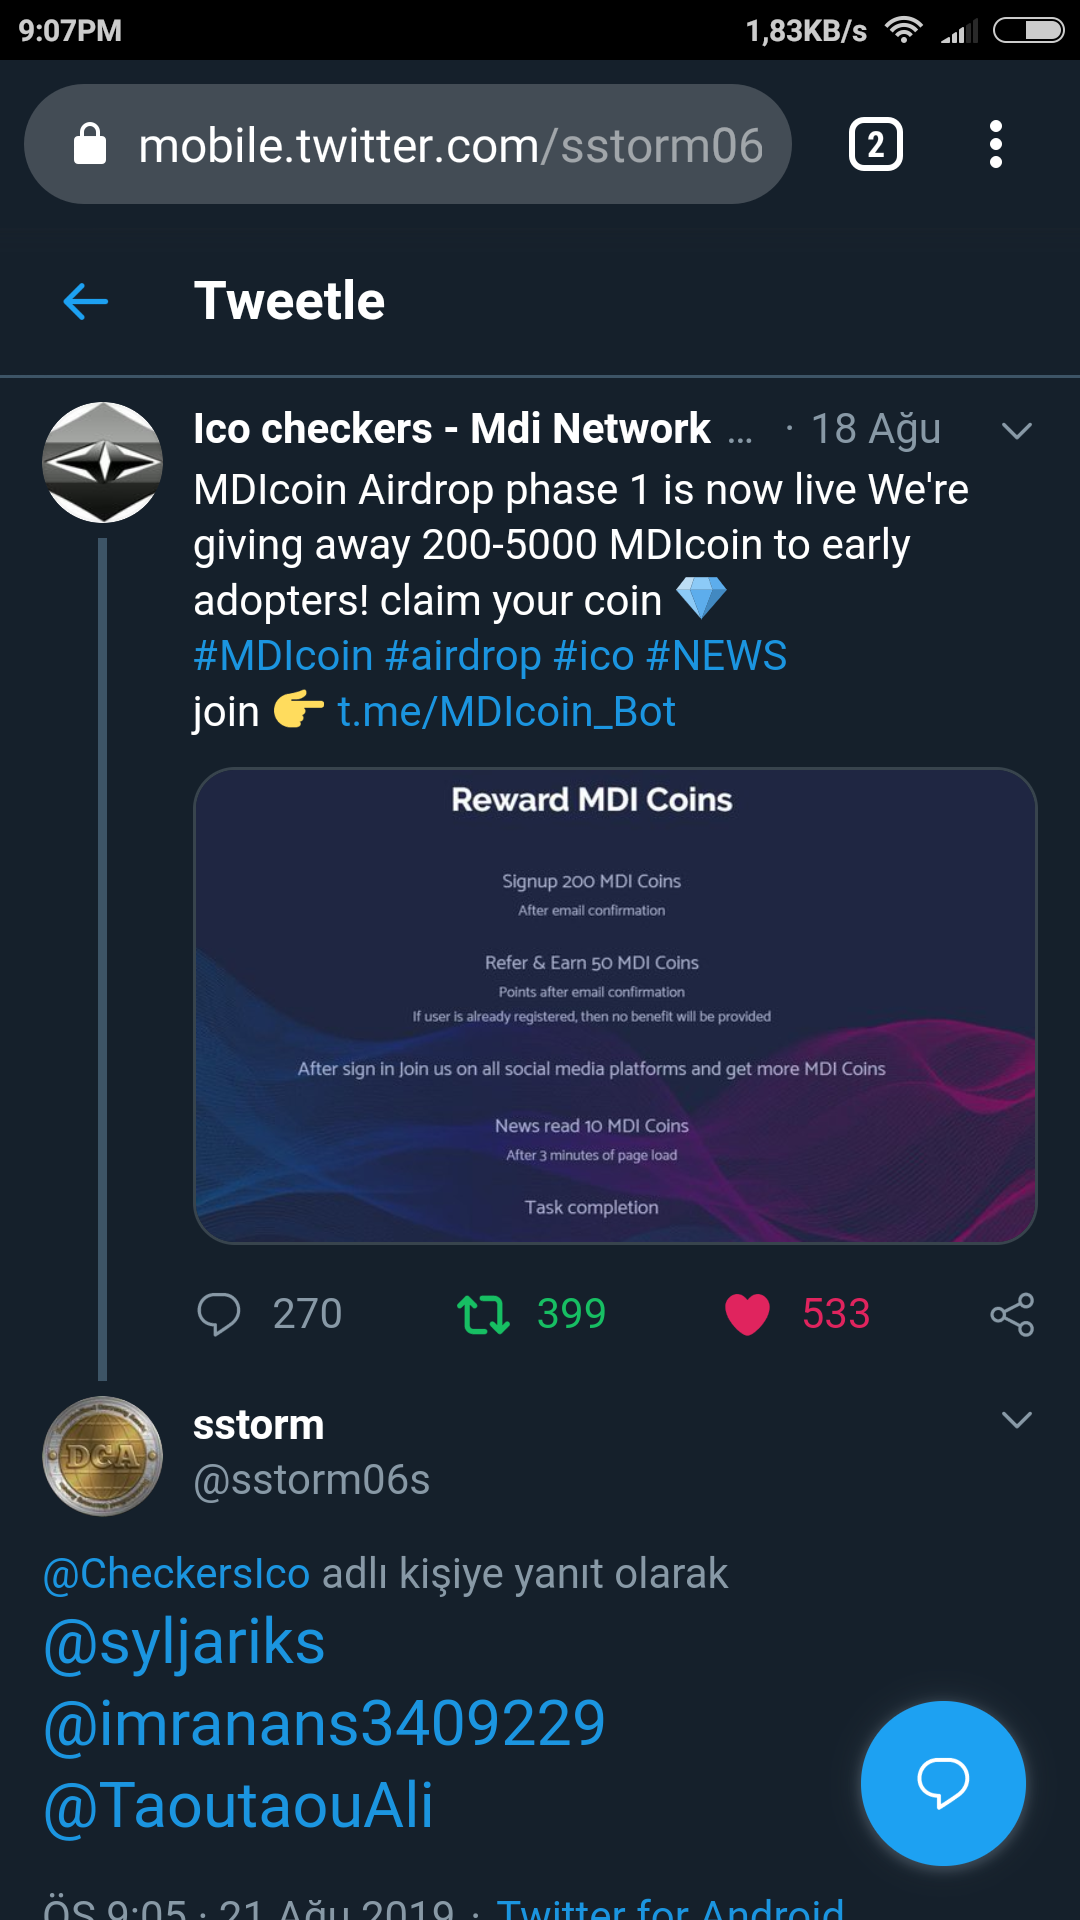 9:07PM 1,83KB/s
mobile.twitter.com/sstorm06 2
Tweetle
Ico checkers - Mdi Network ... · 18 Ağu
MDIcoin Airdrop phase 1 is now live We're
giving away 200-5000 MDIcoin to early
adopters! claim your coin 💎
#MDIcoin #airdrop #ico #NEWS
join 👉 t.me/MDIcoin_Bot
Reward MDI Coins
Signup 200 MDI Coins
After email confirmation
Refer & Earn 50 MDI Coins
Points after email confirmation
If user is already registered, then no benefit will be provided
After sign in Join us on all social media platforms and get more MDI Coins
News read 10 MDI Coins
After 3 minutes of page load
Task completion
270 399 533
DGA
sstorm
@sstorm06s
@CheckersIco adlı kişiye yanıt olarak
@syljariks
@imranans3409229
@TaoutaouAli
ÖS 9:05 · 21 Ağu 2019 · Twitter for Android